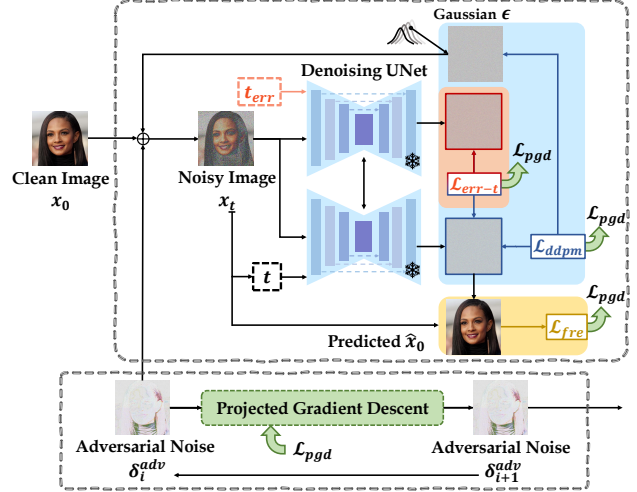 Gaussian ϵ
Denoising UNet
t_err
Clean Image
x_0
Noisy Image
x_t
ℒ_pgd
ℒ_err−t
ℒ_pgd
ℒ_ddpm
t
ℒ_pgd
Predicted x̂_0
ℒ_fre
Projected Gradient Descent
Adversarial Noise
δ_i^adv
ℒ_pgd
Adversarial Noise
δ_{i+1}^adv